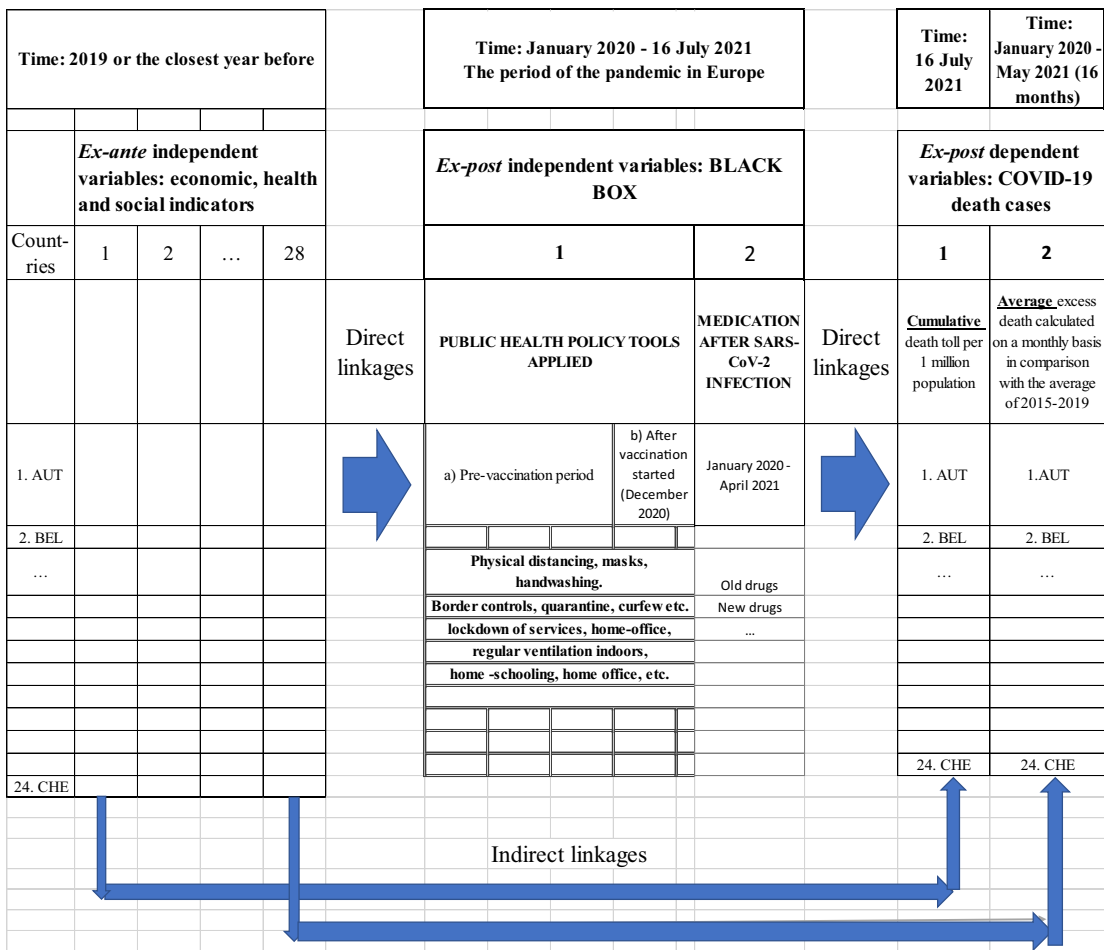 Time: 2019 or the closest year before
Time: January 2020 - 16 July 2021
The period of the pandemic in Europe
Time:
16 July
2021
Time:
January 2020 -
May 2021 (16
months)
Ex-ante independent
variables: economic, health
and social indicators
Ex-post independent variables: BLACK
BOX
Ex-post dependent
variables: COVID-19
death cases
Count-
ries
1
2
…
28
1
2
1
2
Direct
linkages
PUBLIC HEALTH POLICY TOOLS
APPLIED
MEDICATION
AFTER SARS-
CoV-2
INFECTION
Direct
linkages
Cumulative
death toll per
1 million
population
Average excess
death calculated
on a monthly basis
in comparison
with the average
of 2015-2019
1. AUT
a) Pre-vaccination period
b) After
vaccination
started
(December
2020)
January 2020 -
April 2021
1. AUT
1.AUT
2. BEL
2. BEL
2. BEL
…
Physical distancing, masks,
handwashing.
Old drugs
…
…
Border controls, quarantine, curfew etc.
New drugs
lockdown of services, home-office,
…
regular ventilation indoors,
home -schooling, home office, etc.
24. CHE
24. CHE
24. CHE
Indirect linkages